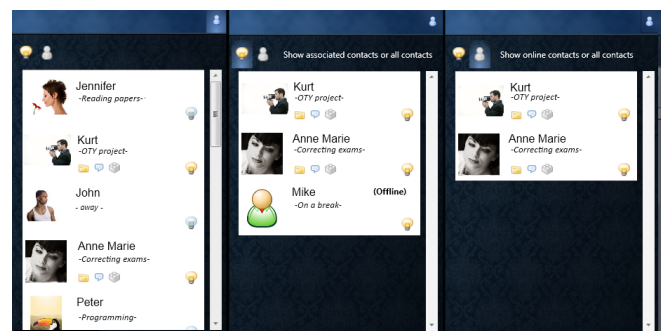 Jennifer
-Reading papers-
Kurt
-OTY project-
John
- away -
Anne Marie
-Correcting exams-
Peter
-Programming-
Show associated contacts or all contacts
Kurt
-OTY project-
Anne Marie
-Correcting exams-
Mike (Offline)
-On a break-
Show online contacts or all contacts
Kurt
-OTY project-
Anne Marie
-Correcting exams-